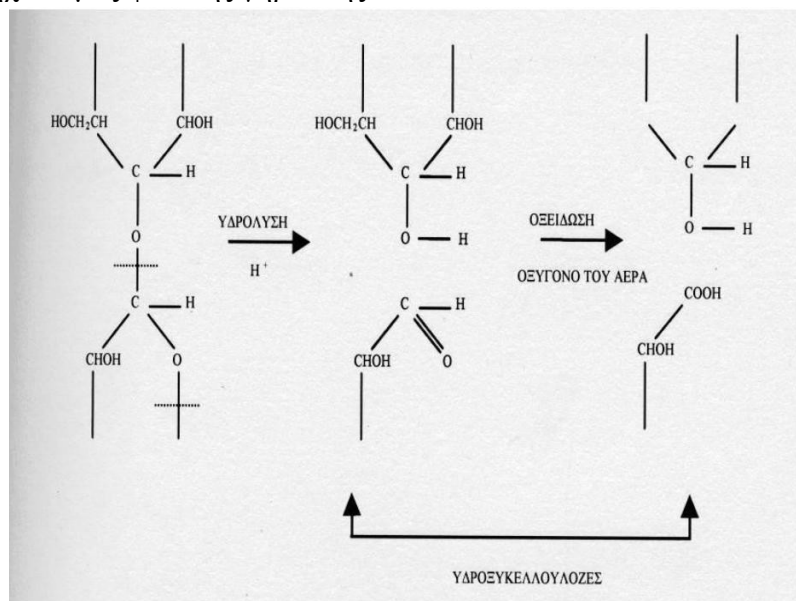 HOCH₂CH CHOH
C H
O
C H
CHOH O
ΥΔΡΟΛΥΣΗ
H⁺
HOCH₂CH CHOH
C H
O H
C H
CHOH O
ΟΞΕΙΔΩΣΗ
ΟΞΥΓΟΝΟ ΤΟΥ ΑΕΡΑ
C H
O H
COOH
CHOH
ΥΔΡΟΞΥΚΕΛΛΟΥΛΟΖΕΣ